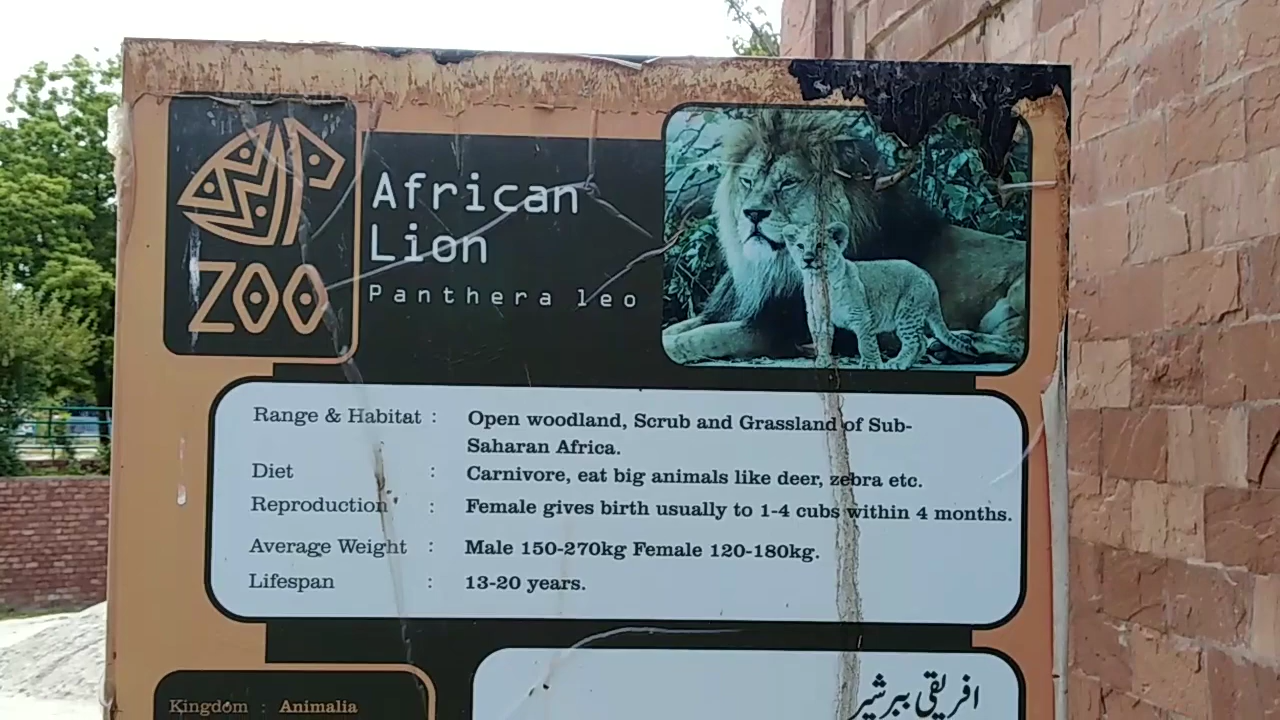 ZOO
African
Lion
Panthera leo
Range & Habitat : Open woodland, Scrub and Grassland of Sub-
Saharan Africa.
Diet : Carnivore, eat big animals like deer, zebra etc.
Reproduction : Female gives birth usually to 1-4 cubs within 4 months.
Average Weight : Male 150-270kg Female 120-180kg.
Lifespan : 13-20 years.
Kingdom : Animalia
افریقی ببر شیر